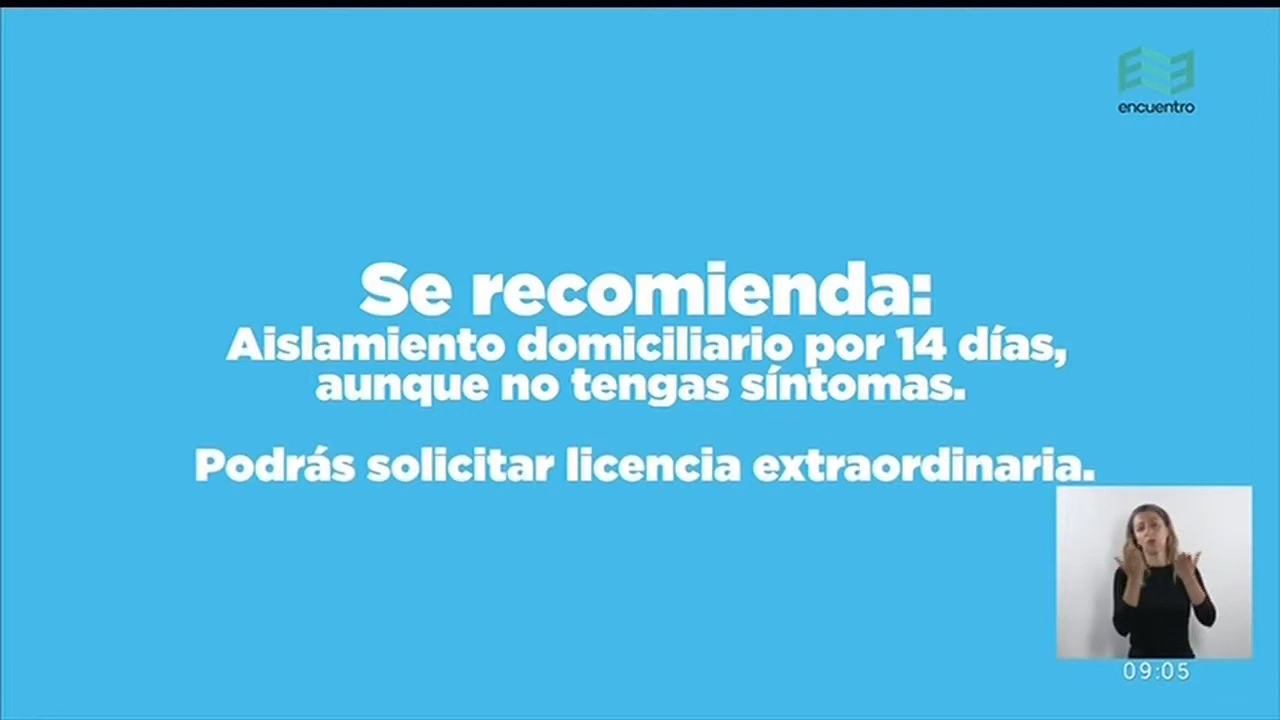 encuentro
Se recomienda:
Aislamiento domiciliario por 14 días,
aunque no tengas síntomas.
Podrás solicitar licencia extraordinaria.
09:05